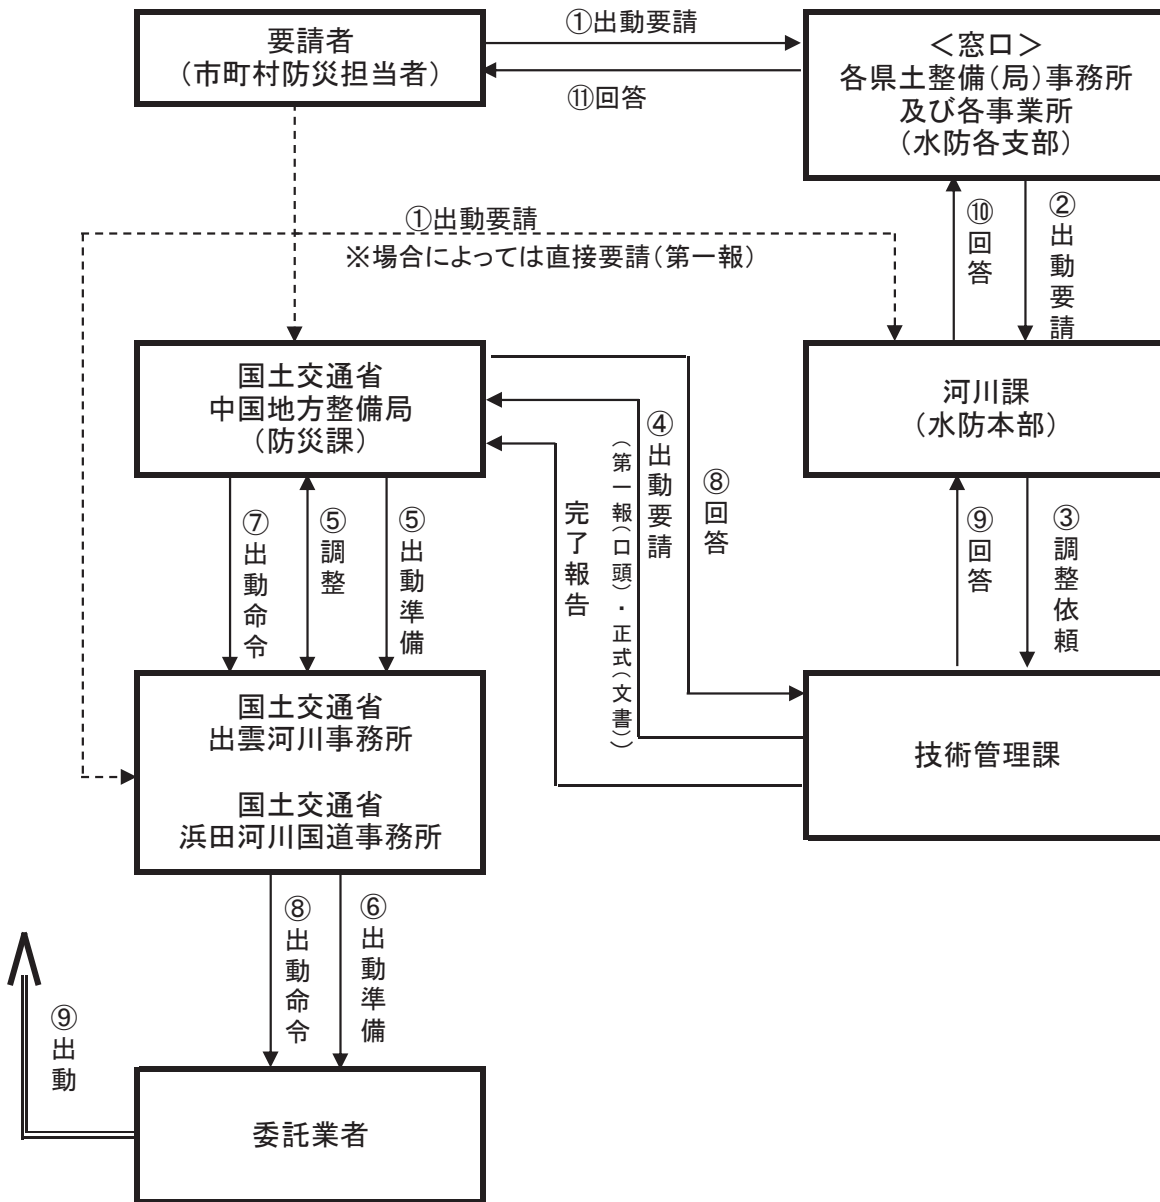 要請者
(市町村防災担当者)
①出動要請
⑪回答
＜窓口＞
各県土整備(局)事務所
及び各事業所
(水防各支部)
①出動要請
※場合によっては直接要請(第一報)
⑩回答
②出動要請
国土交通省
中国地方整備局
(防災課)
河川課
(水防本部)
⑦出動命令
⑤調整
⑤出動準備
完了報告
(第一報(口頭)・正式(文書))
④出動要請
⑧回答
⑨回答
③調整依頼
国土交通省
出雲河川事務所
国土交通省
浜田河川国道事務所
技術管理課
⑧出動命令
⑥出動準備
⑨出動
委託業者